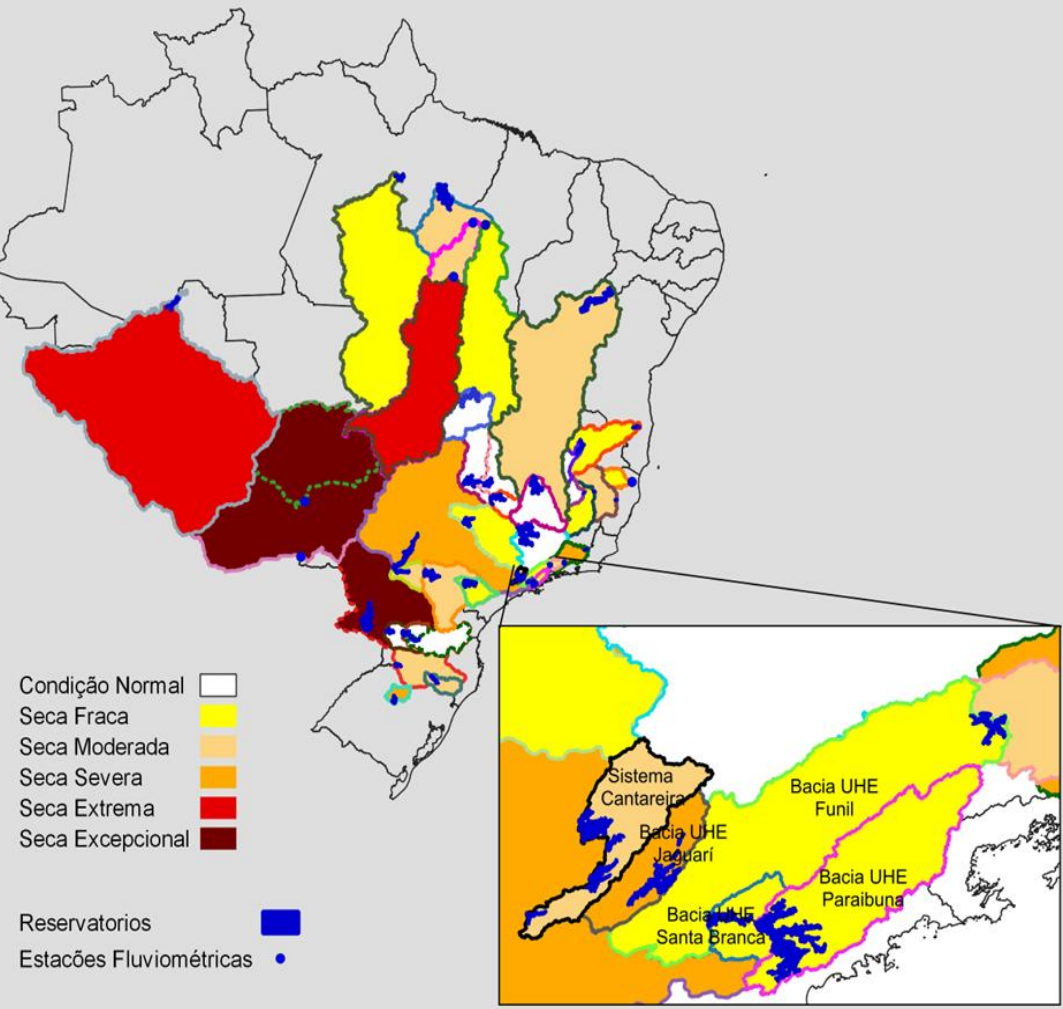 Condição Normal
Seca Fraca
Seca Moderada
Seca Severa
Seca Extrema
Seca Excepcional
Reservatorios
Estacões Fluviométricas
Sistema
Cantareira
Bacia UHE
Jaguarí
Bacia UHE
Funil
Bacia UHE
Paraibuna
Bacia UHE
Santa Branca